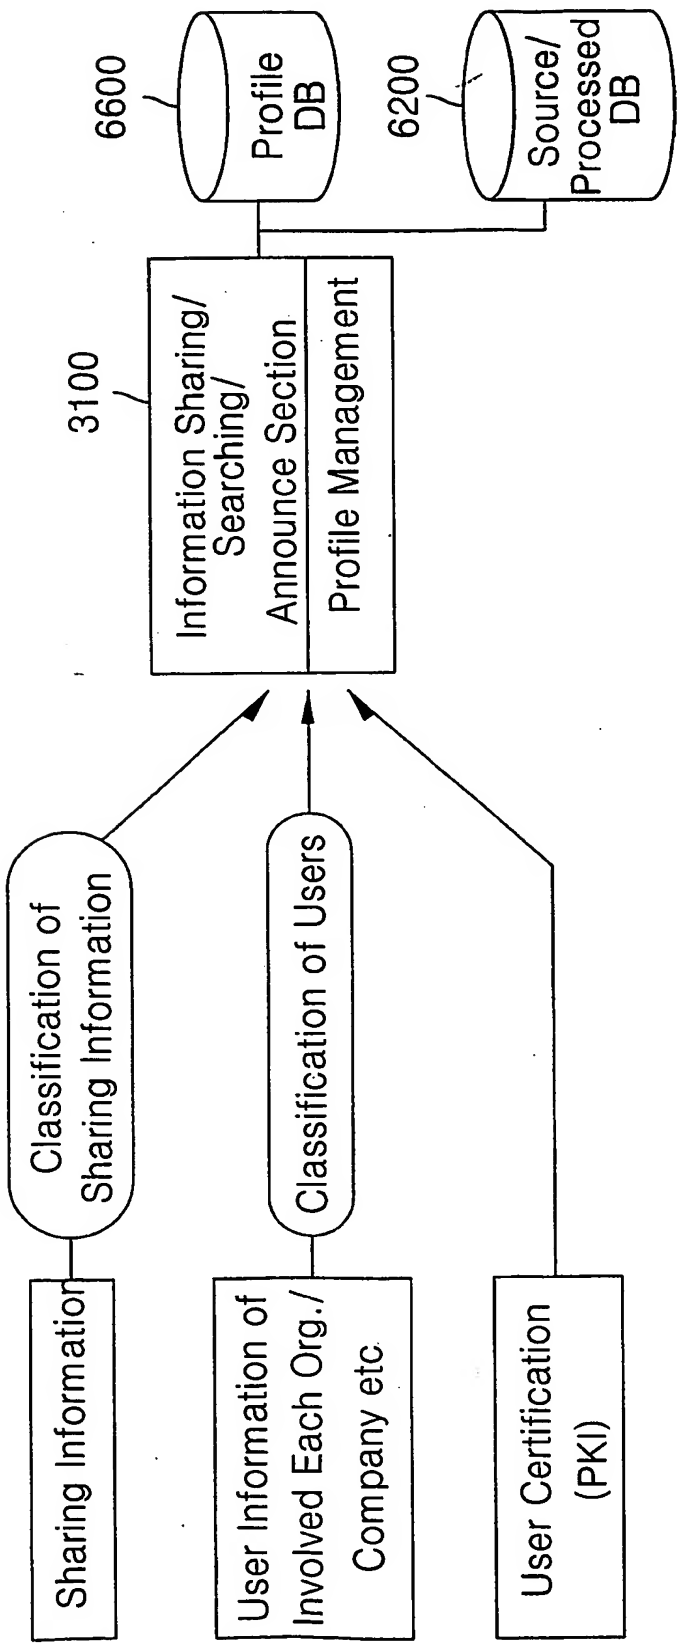 Sharing Information
Classification of
Sharing Information
User Information of
Involved Each Org./
Company etc
Classification of Users
User Certification
(PKI)
3100
Information Sharing/
Searching/
Announce Section
Profile Management
6600
Profile
DB
6200
Source/
Processed
DB